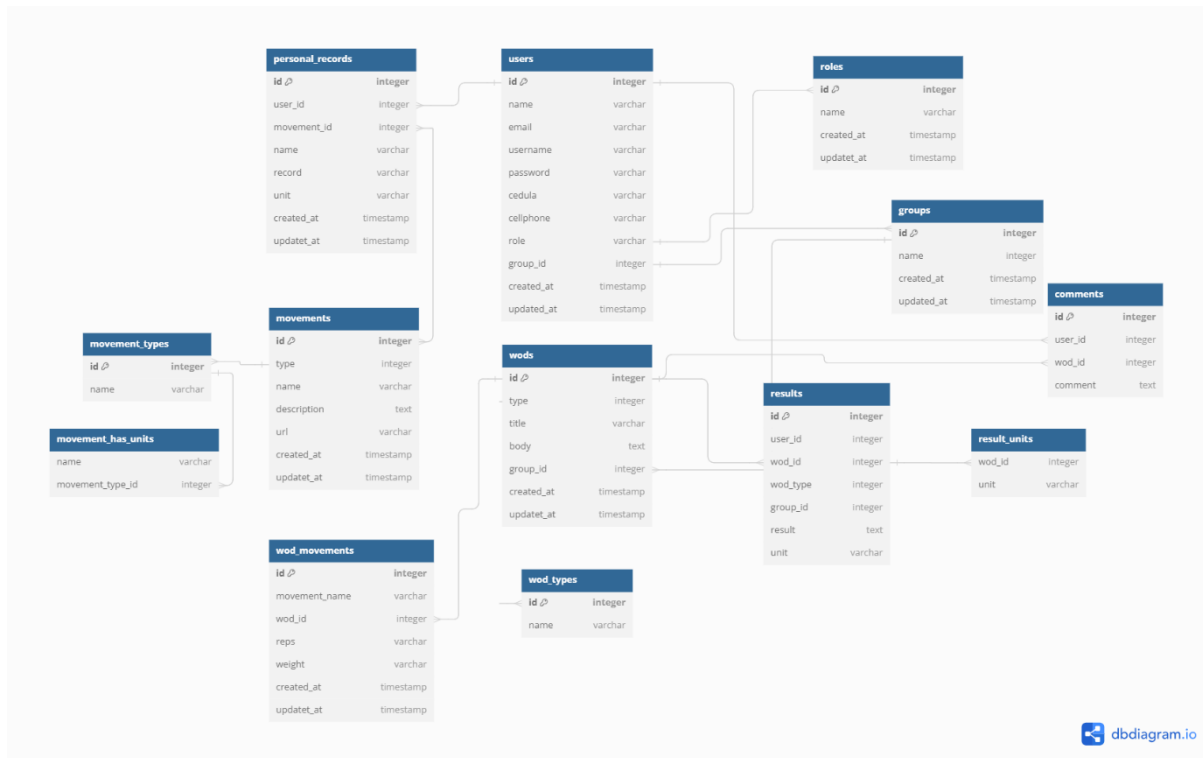 personal_records
id integer
user_id integer
movement_id integer
name varchar
record varchar
unit varchar
created_at timestamp
updatet_at timestamp
users
id integer
name varchar
email varchar
username varchar
password varchar
cedula varchar
cellphone varchar
role varchar
group_id integer
created_at timestamp
updated_at timestamp
roles
id integer
name varchar
created_at timestamp
updatet_at timestamp
groups
id integer
name integer
created_at timestamp
updated_at timestamp
comments
id integer
user_id integer
wod_id integer
comment text
movement_types
id integer
name varchar
movements
id integer
type integer
name varchar
description text
url varchar
created_at timestamp
updatet_at timestamp
wods
id integer
type integer
title varchar
body text
group_id integer
created_at timestamp
updatet_at timestamp
results
id integer
user_id integer
wod_id integer
wod_type integer
group_id integer
result text
unit varchar
result_units
wod_id integer
unit varchar
movement_has_units
name varchar
movement_type_id integer
wod_movements
id integer
movement_name varchar
wod_id integer
reps varchar
weight varchar
created_at timestamp
updatet_at timestamp
wod_types
id integer
name varchar
dbdiagram.io